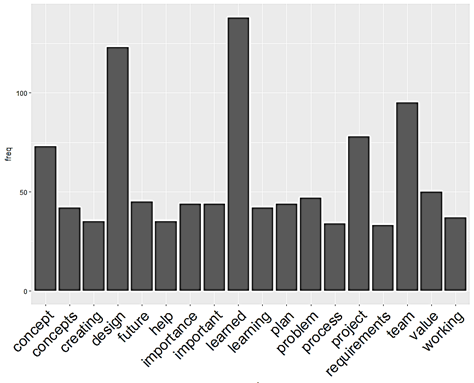 100
freq
50
0
concept
concepts
creating
design
future
help
importance
important
learned
learning
plan
problem
process
project
requirements
team
value
working